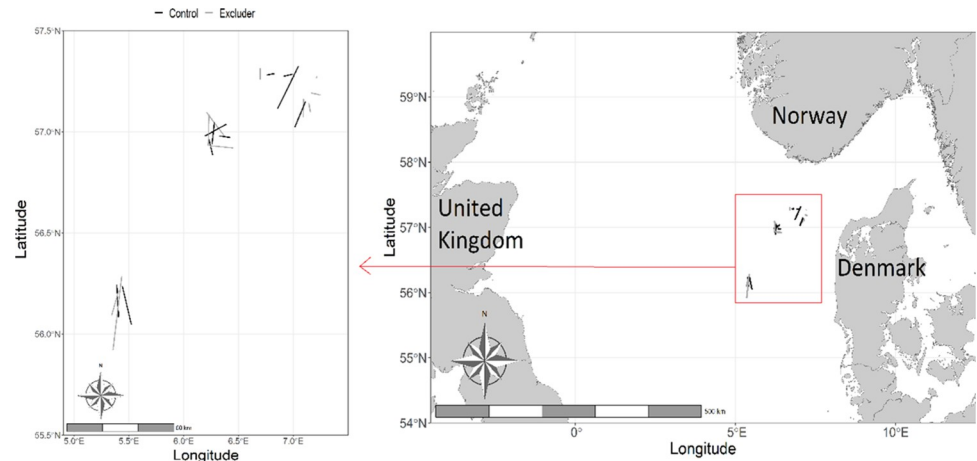 Control Excluder
57.5°N
57.0°N
56.5°N
56.0°N
55.5°N
Latitude
N
5.0°E 5.5°E 6.0°E 6.5°E 7.0°E
Longitude
59°N
58°N
57°N
56°N
55°N
54°N
Latitude
Norway
United
Kingdom
Denmark
N
500 km
0° 5°E 10°E
Longitude